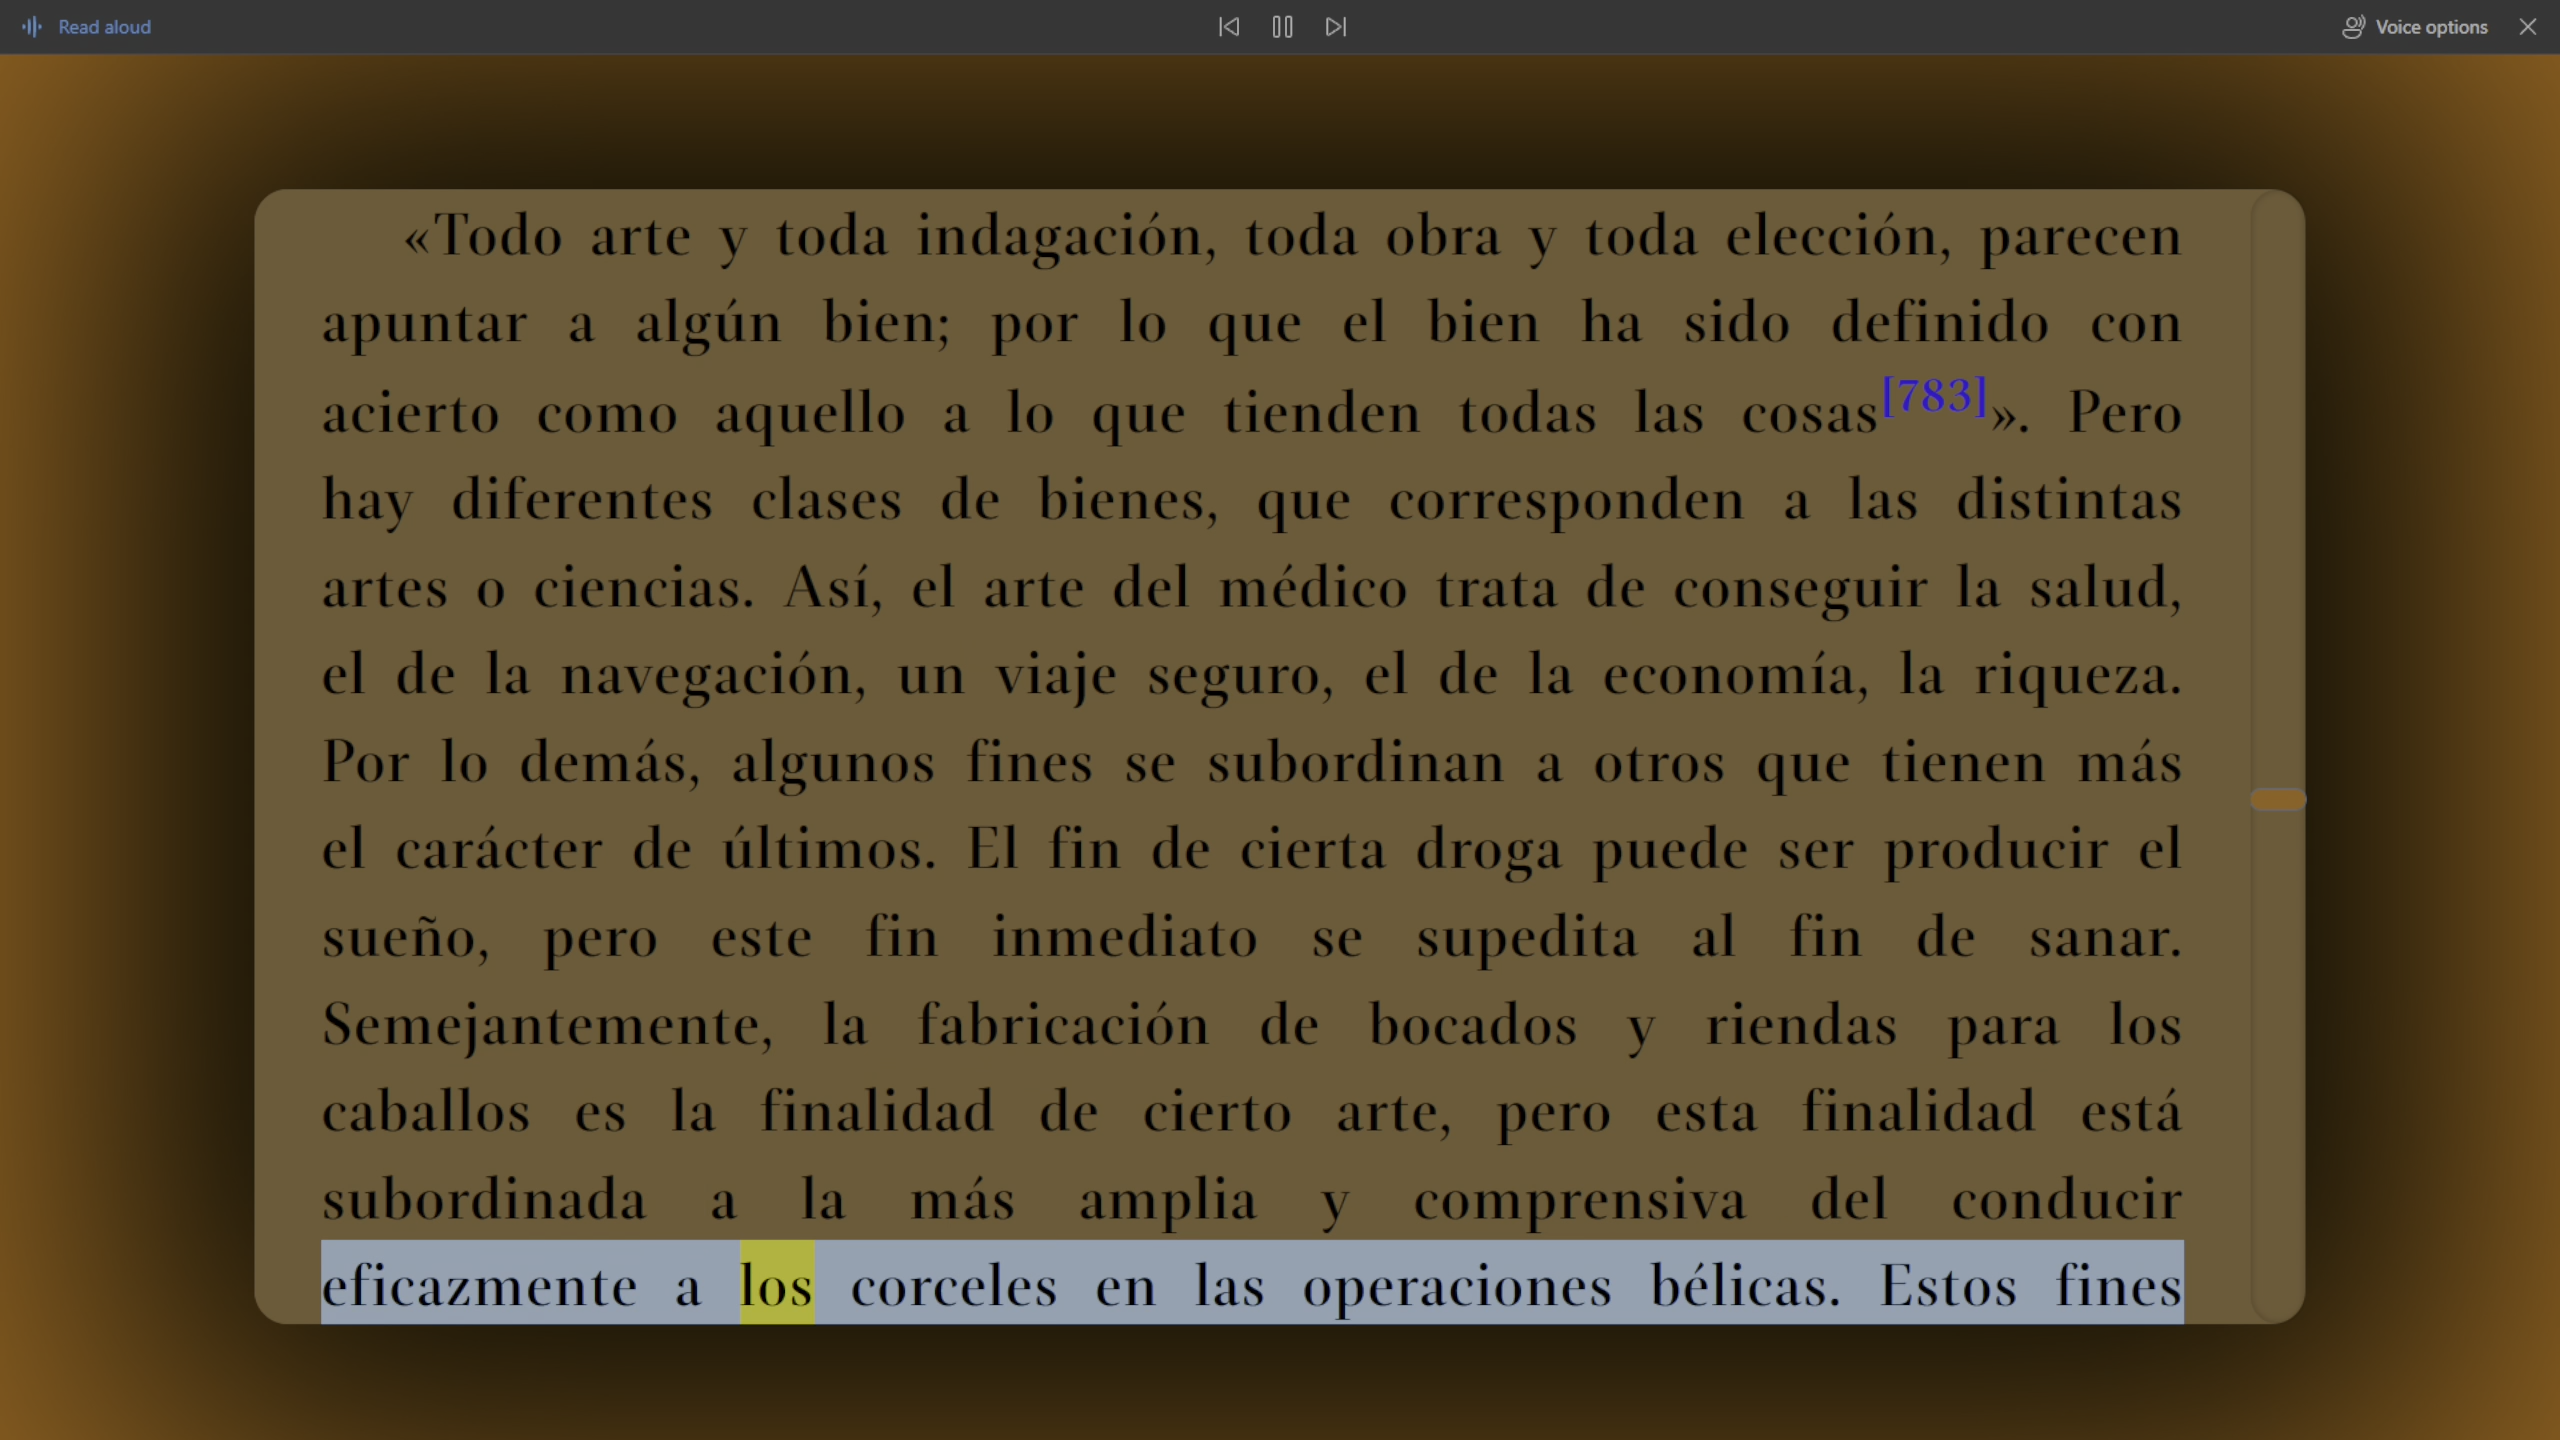 Read aloud
Voice options
«Todo arte y toda indagación, toda obra y toda elección, parecen
apuntar a algún bien; por lo que el bien ha sido definido con
acierto como aquello a lo que tienden todas las cosas[783]». Pero
hay diferentes clases de bienes, que corresponden a las distintas
artes o ciencias. Así, el arte del médico trata de conseguir la salud,
el de la navegación, un viaje seguro, el de la economía, la riqueza.
Por lo demás, algunos fines se subordinan a otros que tienen más
el carácter de últimos. El fin de cierta droga puede ser producir el
sueño, pero este fin inmediato se supedita al fin de sanar.
Semejantemente, la fabricación de bocados y riendas para los
caballos es la finalidad de cierto arte, pero esta finalidad está
subordinada a la más amplia y comprensiva del conducir
eficazmente a los corceles en las operaciones bélicas. Estos fines